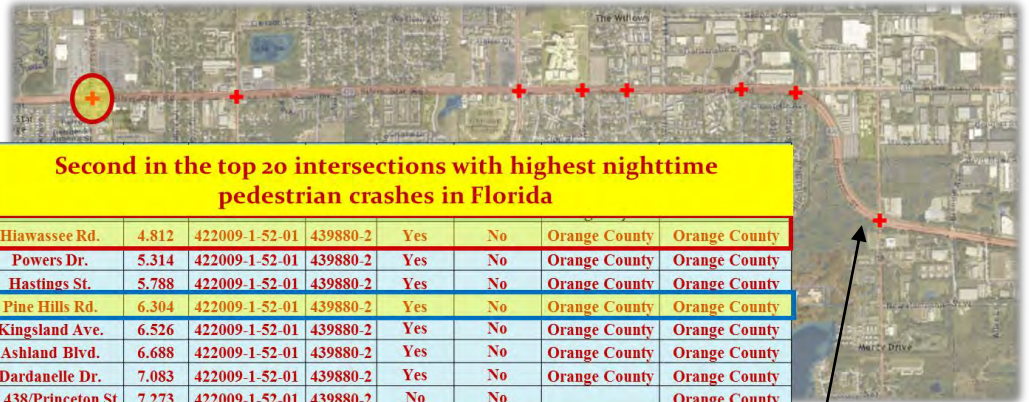 The Willows
Second in the top 20 intersections with highest nighttime
pedestrian crashes in Florida
Hiawassee Rd. 4.812 422009-1-52-01 439880-2 Yes No Orange County Orange County
Powers Dr. 5.314 422009-1-52-01 439880-2 Yes No Orange County Orange County
Hastings St. 5.788 422009-1-52-01 439880-2 Yes No Orange County Orange County
Pine Hills Rd. 6.304 422009-1-52-01 439880-2 Yes No Orange County Orange County
Kingsland Ave. 6.526 422009-1-52-01 439880-2 Yes No Orange County Orange County
Ashland Blvd. 6.688 422009-1-52-01 439880-2 Yes No Orange County Orange County
Dardanelle Dr. 7.083 422009-1-52-01 439880-2 Yes No Orange County Orange County
438/Princeton St 7.273 422009-1-52-01 439880-2 No No Orange County
Mercy Drive